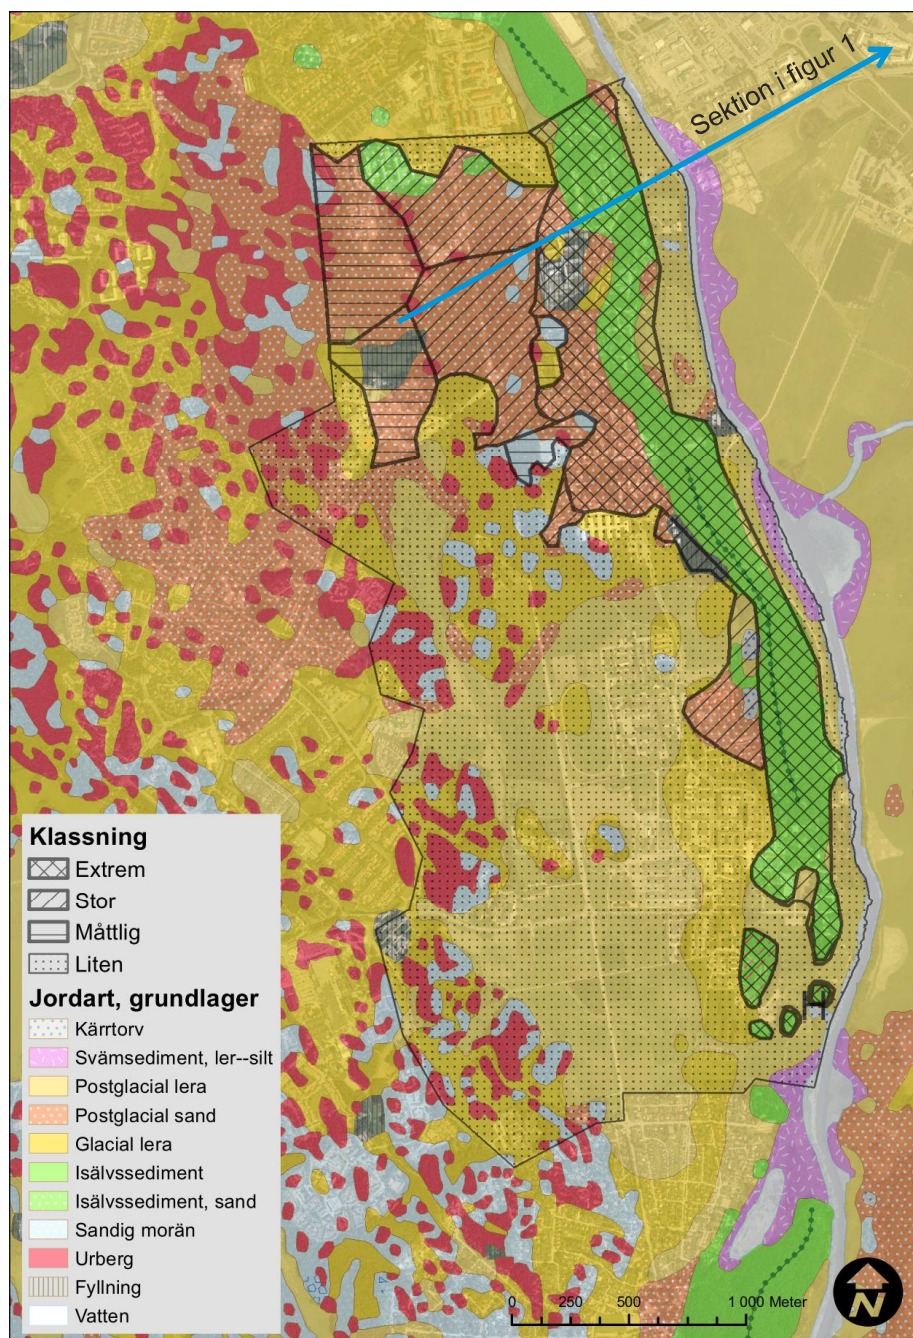 Sektion i figur 1
Klassning
Extrem
Stor
Måttlig
Liten
Jordart, grundlager
Kärrtorv
Svämsediment, ler--silt
Postglacial lera
Postglacial sand
Glacial lera
Isälvssediment
Isälvssediment, sand
Sandig morän
Urberg
Fyllning
Vatten
0 250 500 1 000 Meter
N